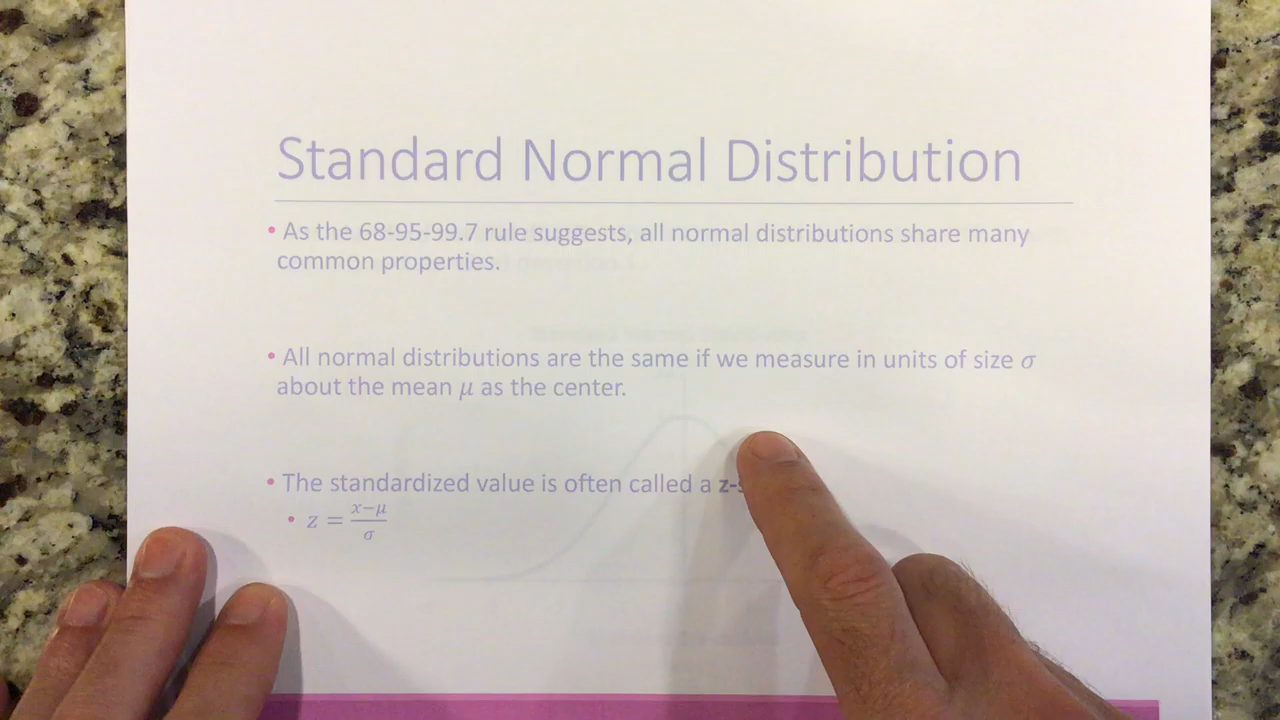 Standard Normal Distribution
• As the 68-95-99.7 rule suggests, all normal distributions share many
common properties.
• All normal distributions are the same if we measure in units of size σ
about the mean μ as the center.
• The standardized value is often called a
• z = (x−μ)/σ